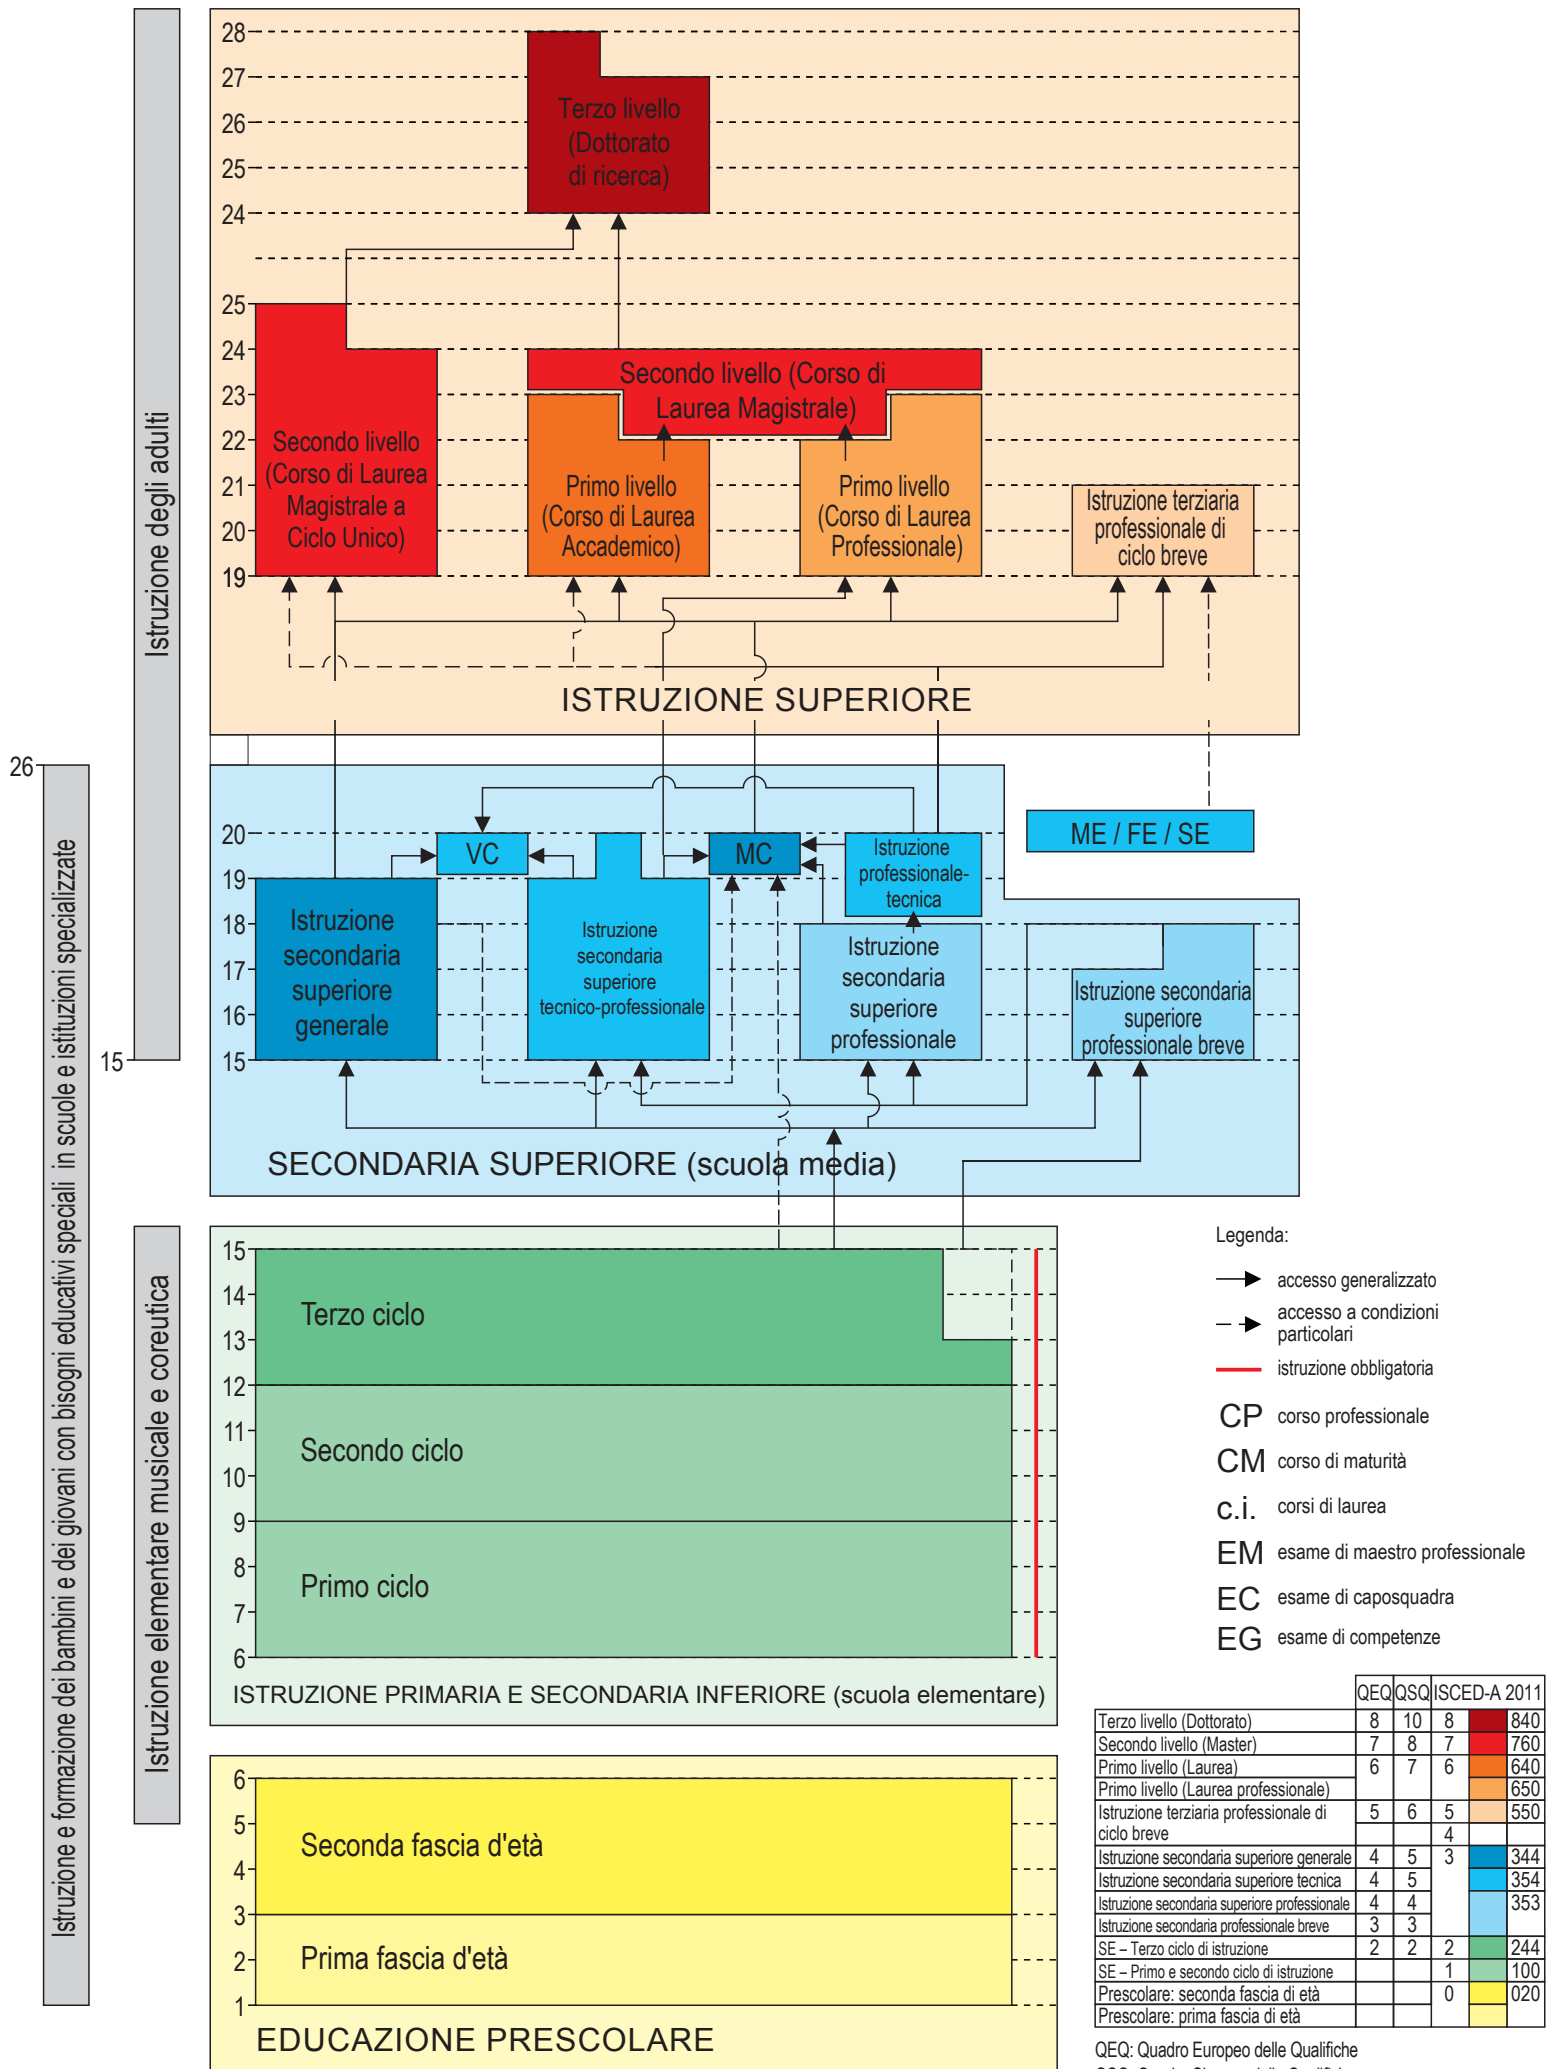 28
27
26
25
24
Terzo livello
(Dottorato
di ricerca)
25
24
23
22
21
20
19
Secondo livello
(Corso di Laurea
Magistrale a
Ciclo Unico)
Secondo livello (Corso di
Laurea Magistrale)
Primo livello
(Corso di Laurea
Accademico)
Primo livello
(Corso di Laurea
Professionale)
Istruzione terziaria
professionale di
ciclo breve
ISTRUZIONE SUPERIORE
Istruzione degli adulti
15
26
Istruzione e formazione dei bambini e dei giovani con bisogni educativi speciali in scuole e istituzioni specializzate
20
19
18
17
16
15
VC
MC
Istruzione
professionale-
tecnica
ME / FE / SE
Istruzione
secondaria
superiore
generale
Istruzione
secondaria
superiore
tecnico-professionale
Istruzione
secondaria
superiore
professionale
Istruzione secondaria
superiore
professionale breve
SECONDARIA SUPERIORE (scuola media)
Istruzione elementare musicale e coreutica
15
14
13
12
11
10
9
8
7
6
Terzo ciclo
Secondo ciclo
Primo ciclo
ISTRUZIONE PRIMARIA E SECONDARIA INFERIORE (scuola elementare)
6
5
4
3
2
1
Seconda fascia d'età
Prima fascia d'età
EDUCAZIONE PRESCOLARE
Legenda:
accesso generalizzato
accesso a condizioni
particolari
istruzione obbligatoria
CP corso professionale
CM corso di maturità
c.i. corsi di laurea
EM esame di maestro professionale
EC esame di caposquadra
EG esame di competenze
QEQ QSQ ISCED-A 2011
Terzo livello (Dottorato) 8 10 8 840
Secondo livello (Master) 7 8 7 760
Primo livello (Laurea) 6 7 6 640
Primo livello (Laurea professionale) 650
Istruzione terziaria professionale di 5 6 5 550
ciclo breve 4
Istruzione secondaria superiore generale 4 5 3 344
Istruzione secondaria superiore tecnica 4 5 354
Istruzione secondaria superiore professionale 4 4 353
Istruzione secondaria professionale breve 3 3
SE – Terzo ciclo di istruzione 2 2 2 244
SE – Primo e secondo ciclo di istruzione 1 100
Prescolare: seconda fascia di età 0 020
Prescolare: prima fascia di età
QEQ: Quadro Europeo delle Qualifiche